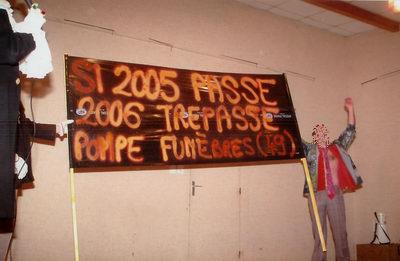 SI 2005 PASSE
2006 TREPASSE
POMPE FUNÈBRES (49)